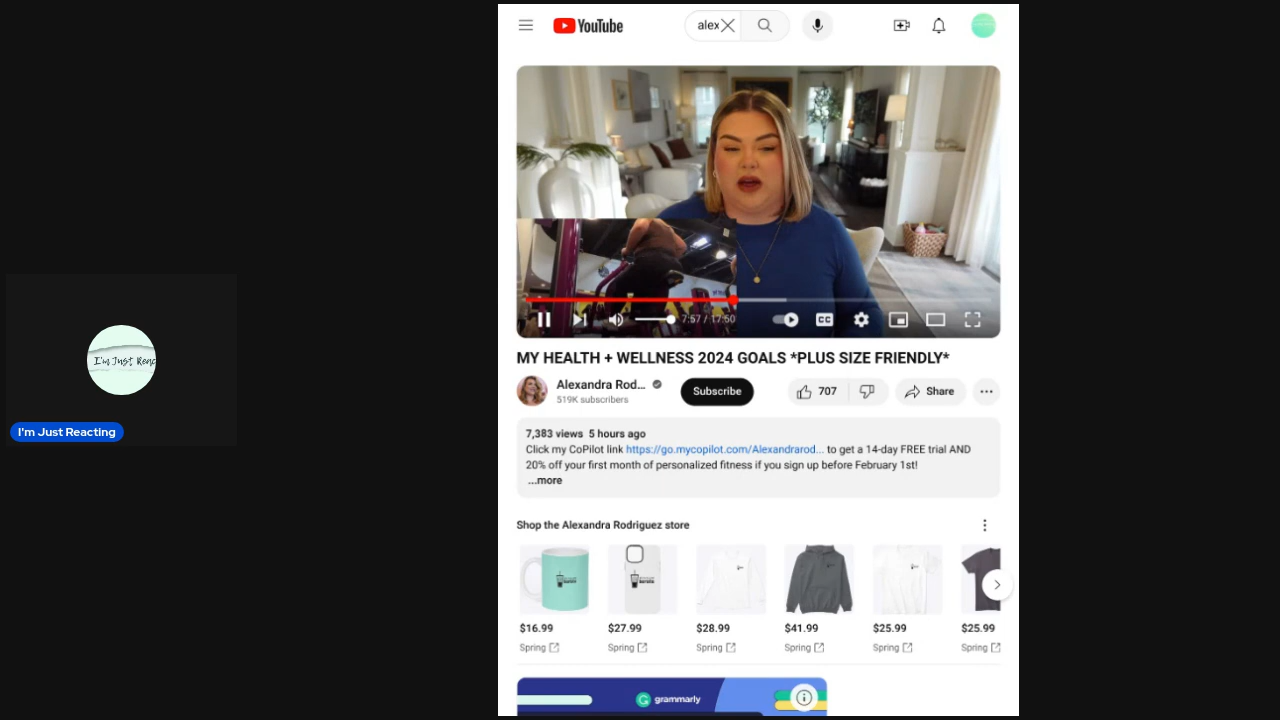 YouTube
alex
7:57 / 17:50
MY HEALTH + WELLNESS 2024 GOALS *PLUS SIZE FRIENDLY*
Alexandra Rod...
519K subscribers
Subscribe
707
Share
7,383 views 5 hours ago
Click my CoPilot link https://go.mycopilot.com/Alexandrarod... to get a 14-day FREE trial AND
20% off your first month of personalized fitness if you sign up before February 1st!
...more
Shop the Alexandra Rodriguez store
$16.99 $27.99 $28.99 $41.99 $25.99 $25.99
Spring Spring Spring Spring Spring Spring
grammarly
I'm Just Reac
I'm Just Reacting